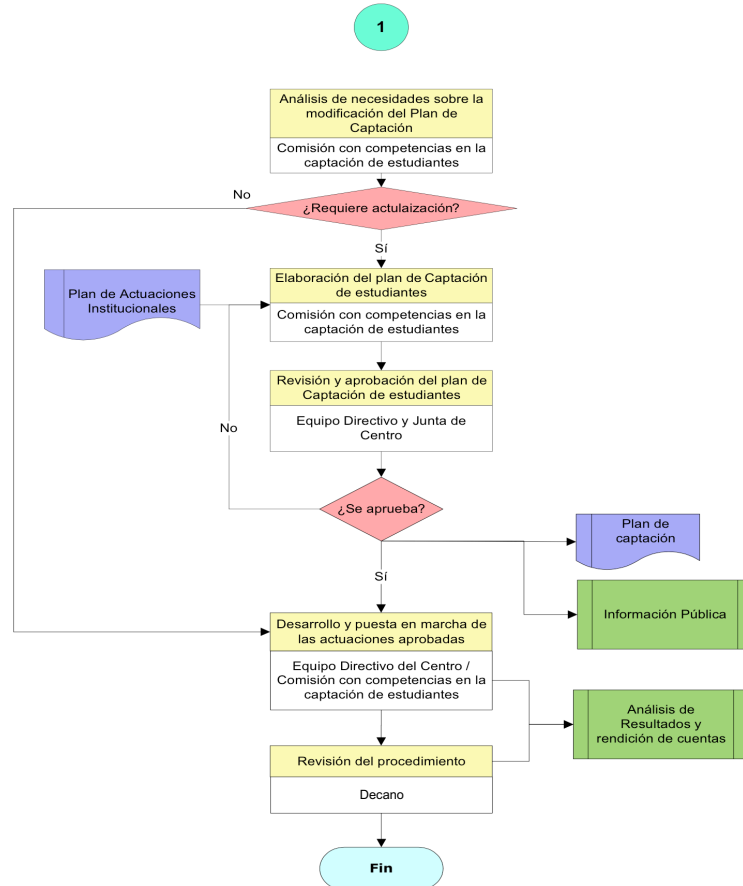 1
Análisis de necesidades sobre la
modificación del Plan de
Captación
Comisión con competencias en la
captación de estudiantes
No
¿Requiere actulaización?
Sí
Plan de Actuaciones
Institucionales
Elaboración del plan de Captación
de estudiantes
Comisión con competencias en la
captación de estudiantes
Revisión y aprobación del plan de
Captación de estudiantes
Equipo Directivo y Junta de
Centro
No
¿Se aprueba?
Plan de
captación
Sí
Información Pública
Desarrollo y puesta en marcha de
las actuaciones aprobadas
Equipo Directivo del Centro /
Comisión con competencias en la
captación de estudiantes
Análisis de
Resultados y
rendición de cuentas
Revisión del procedimiento
Decano
Fin